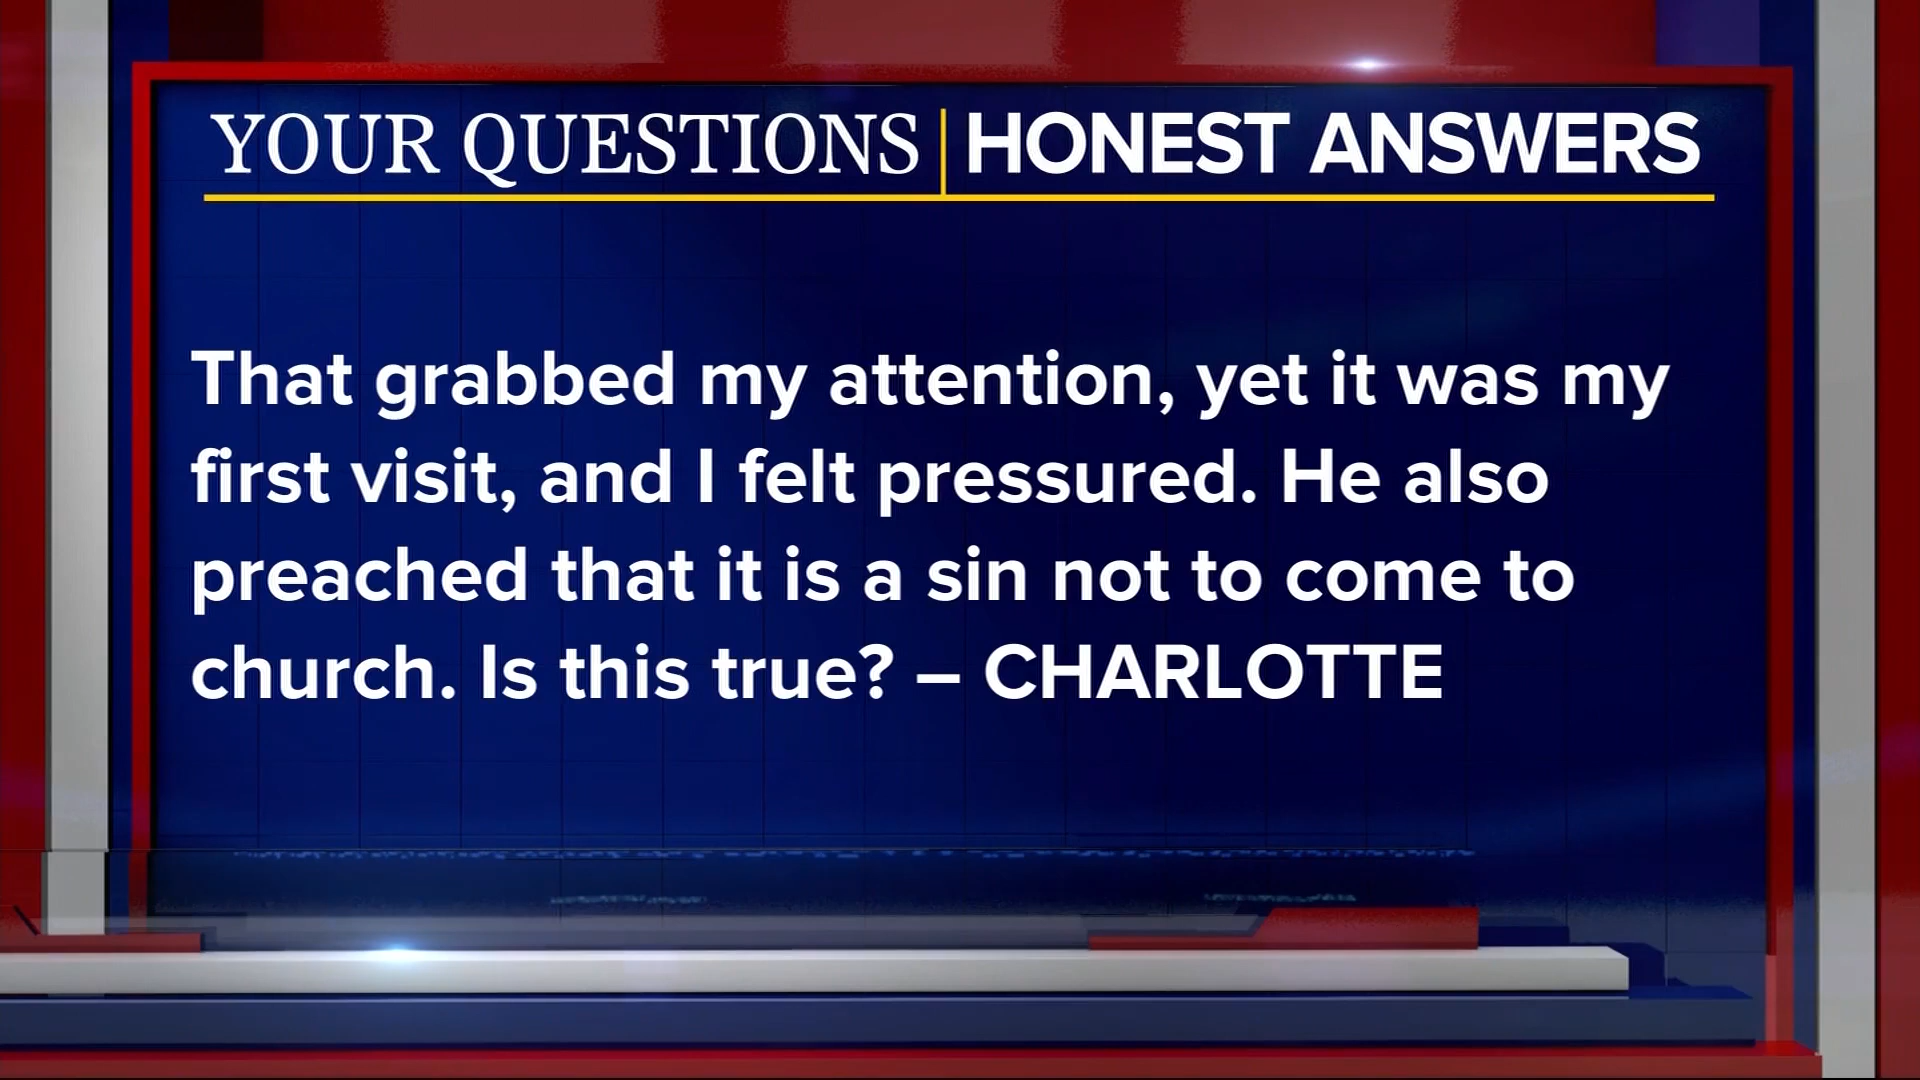 YOUR QUESTIONS | HONEST ANSWERS
That grabbed my attention, yet it was my
first visit, and I felt pressured. He also
preached that it is a sin not to come to
church. Is this true? – CHARLOTTE